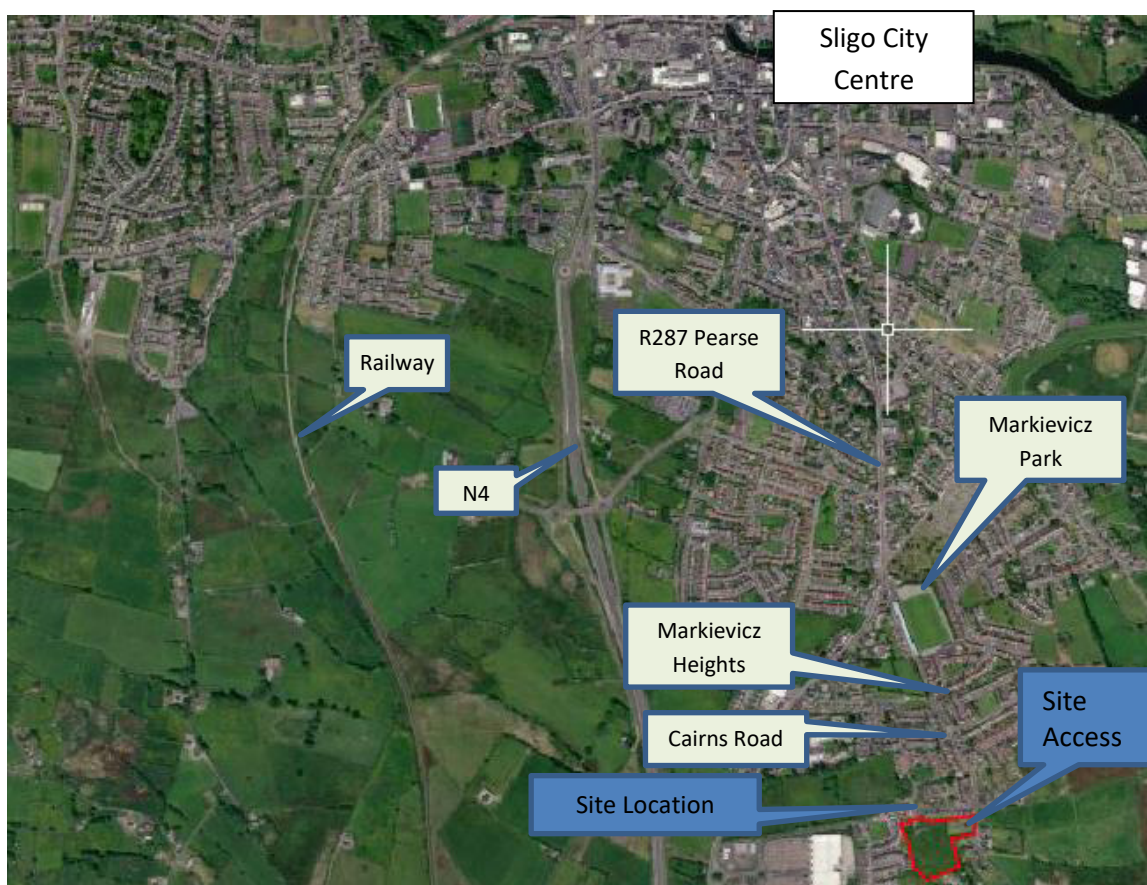 Sligo City
Centre
R287 Pearse
Road
Railway
Markievicz
Park
N4
Markievicz
Heights
Site
Access
Cairns Road
Site Location